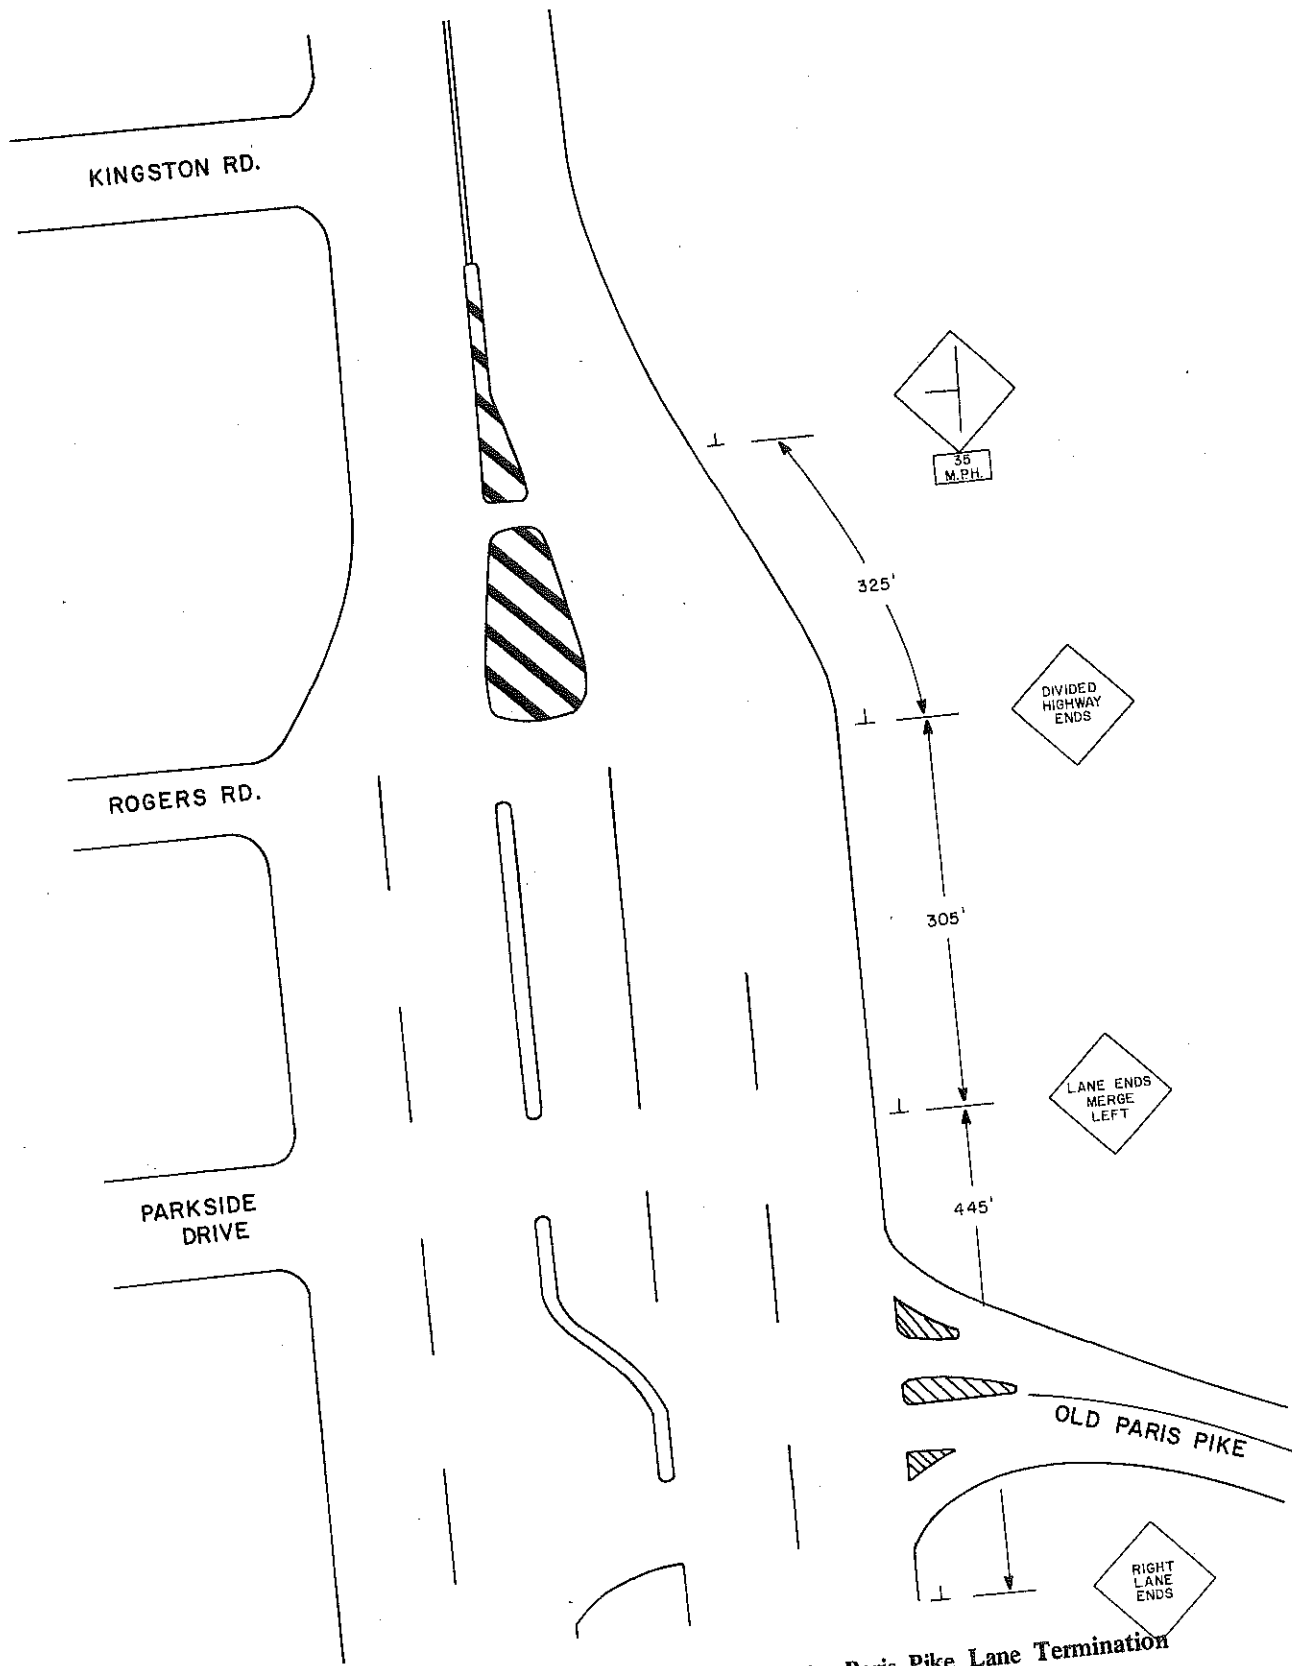 KINGSTON RD.
35
M.P.H.
325'
DIVIDED
HIGHWAY
ENDS
ROGERS RD.
305'
LANE ENDS
MERGE
LEFT
PARKSIDE
DRIVE
445'
OLD PARIS PIKE
RIGHT
LANE
ENDS
Paris Pike Lane Termination